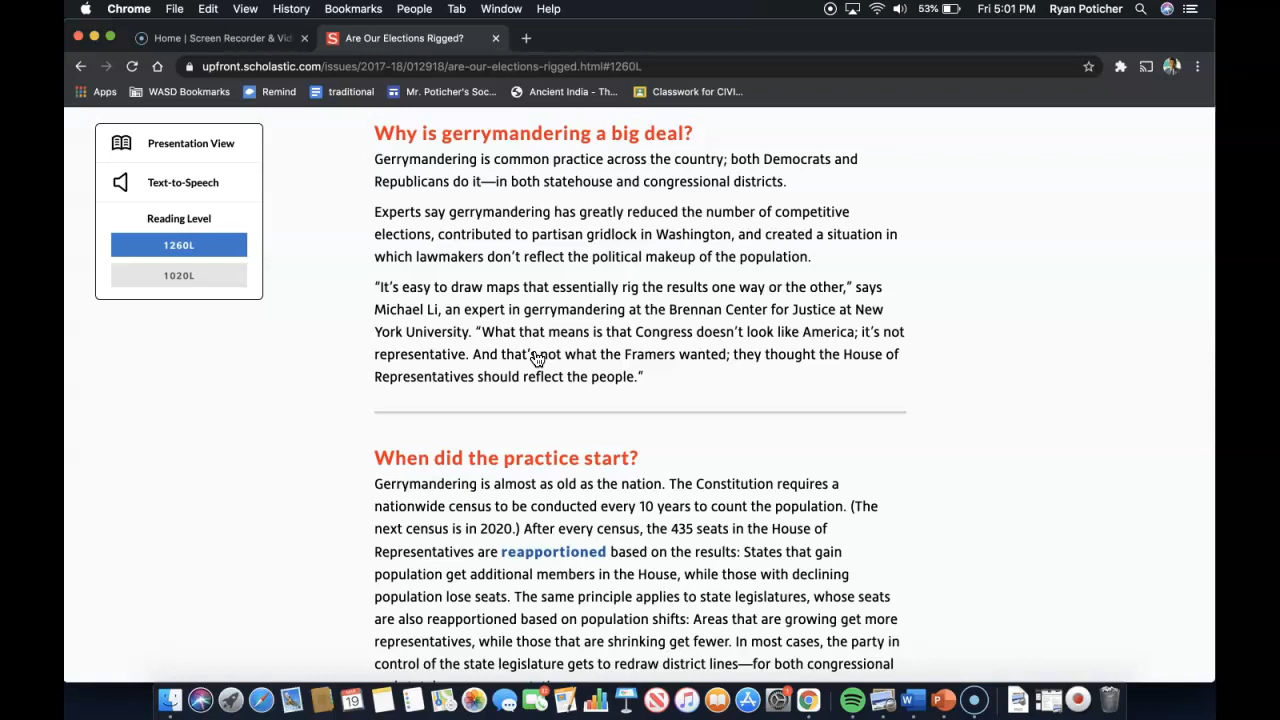 Chrome File Edit View History Bookmarks People Tab Window Help 53% Fri 5:01 PM Ryan Poticher
Home | Screen Recorder & Vid
Are Our Elections Rigged?
upfront.scholastic.com/issues/2017-18/012918/are-our-elections-rigged.html#1260L
Apps WASD Bookmarks Remind traditional Mr. Poticher's Soc... Ancient India - Th... Classwork for CIVI...
Presentation View
Text-to-Speech
Reading Level
1260L
1020L
Why is gerrymandering a big deal?
Gerrymandering is common practice across the country; both Democrats and
Republicans do it—in both statehouse and congressional districts.
Experts say gerrymandering has greatly reduced the number of competitive
elections, contributed to partisan gridlock in Washington, and created a situation in
which lawmakers don't reflect the political makeup of the population.
“It's easy to draw maps that essentially rig the results one way or the other,” says
Michael Li, an expert in gerrymandering at the Brennan Center for Justice at New
York University. “What that means is that Congress doesn't look like America; it's not
representative. And that's not what the Framers wanted; they thought the House of
Representatives should reflect the people.”
When did the practice start?
Gerrymandering is almost as old as the nation. The Constitution requires a
nationwide census to be conducted every 10 years to count the population. (The
next census is in 2020.) After every census, the 435 seats in the House of
Representatives are reapportioned based on the results: States that gain
population get additional members in the House, while those with declining
population lose seats. The same principle applies to state legislatures, whose seats
are also reapportioned based on population shifts: Areas that are growing get more
representatives, while those that are shrinking get fewer. In most cases, the party in
control of the state legislature gets to redraw district lines—for both congressional